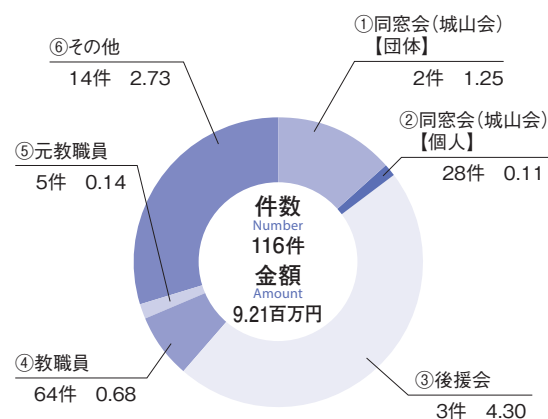 ①同窓会(城山会)
【団体】
2件 1.25
②同窓会(城山会)
【個人】
28件 0.11
③後援会
3件 4.30
④教職員
64件 0.68
⑤元教職員
5件 0.14
⑥その他
14件 2.73
件数
Number
116件
金額
Amount
9.21百万円